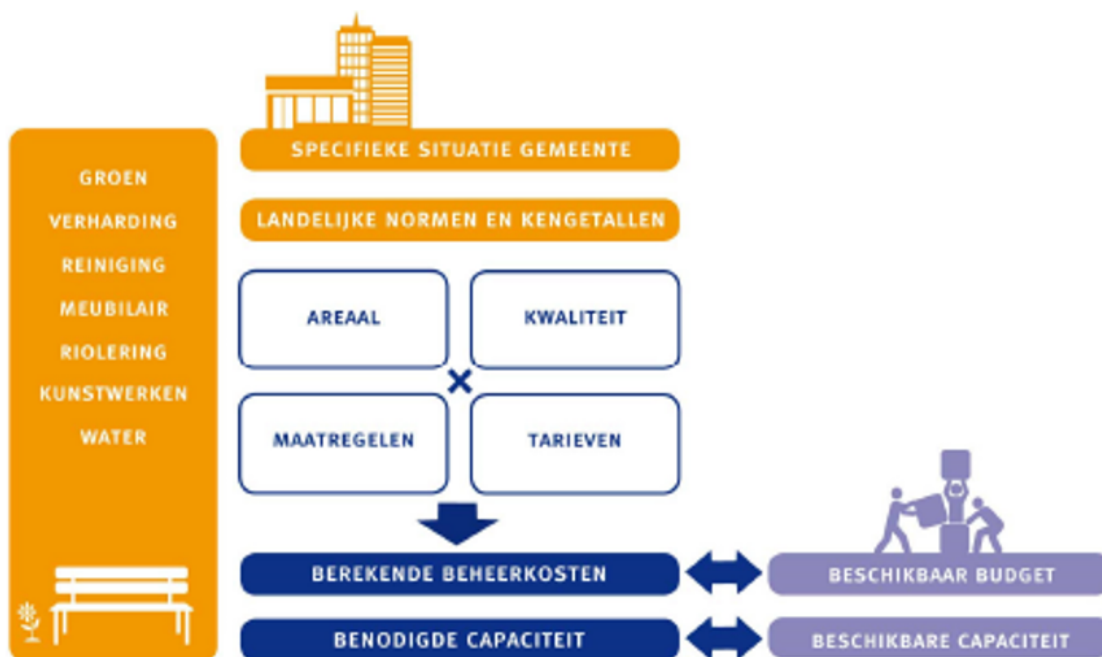 GROEN
VERHARDING
REINIGING
MEUBILAIR
RIOLERING
KUNSTWERKEN
WATER
SPECIFIEKE SITUATIE GEMEENTE
LANDELIJKE NORMEN EN KENGETALLEN
AREAAL
KWALITEIT
×
MAATREGELEN
TARIEVEN
BEREKENDE BEHEERKOSTEN
BESCHIKBAAR BUDGET
BENODIGDE CAPACITEIT
BESCHIKBARE CAPACITEIT